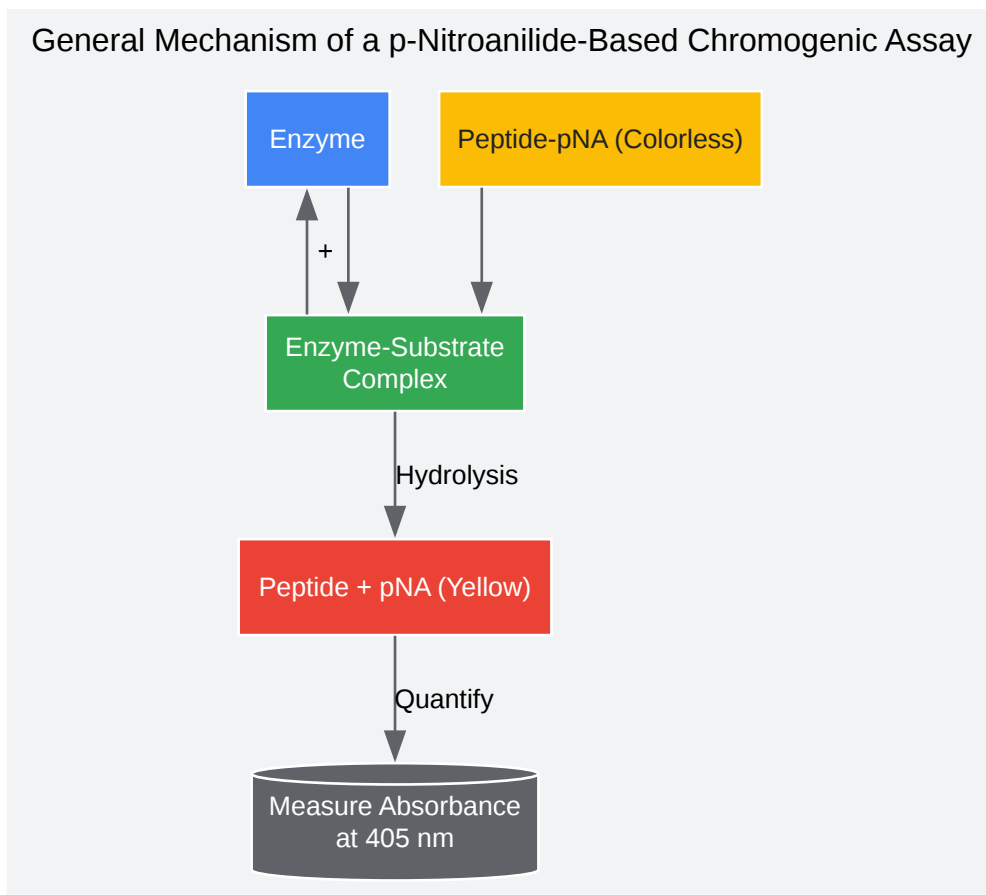 General Mechanism of a p-Nitroanilide-Based Chromogenic Assay
Enzyme
Peptide-pNA (Colorless)
+
Enzyme-Substrate
Complex
Hydrolysis
Peptide + pNA (Yellow)
Quantify
Measure Absorbance
at 405 nm